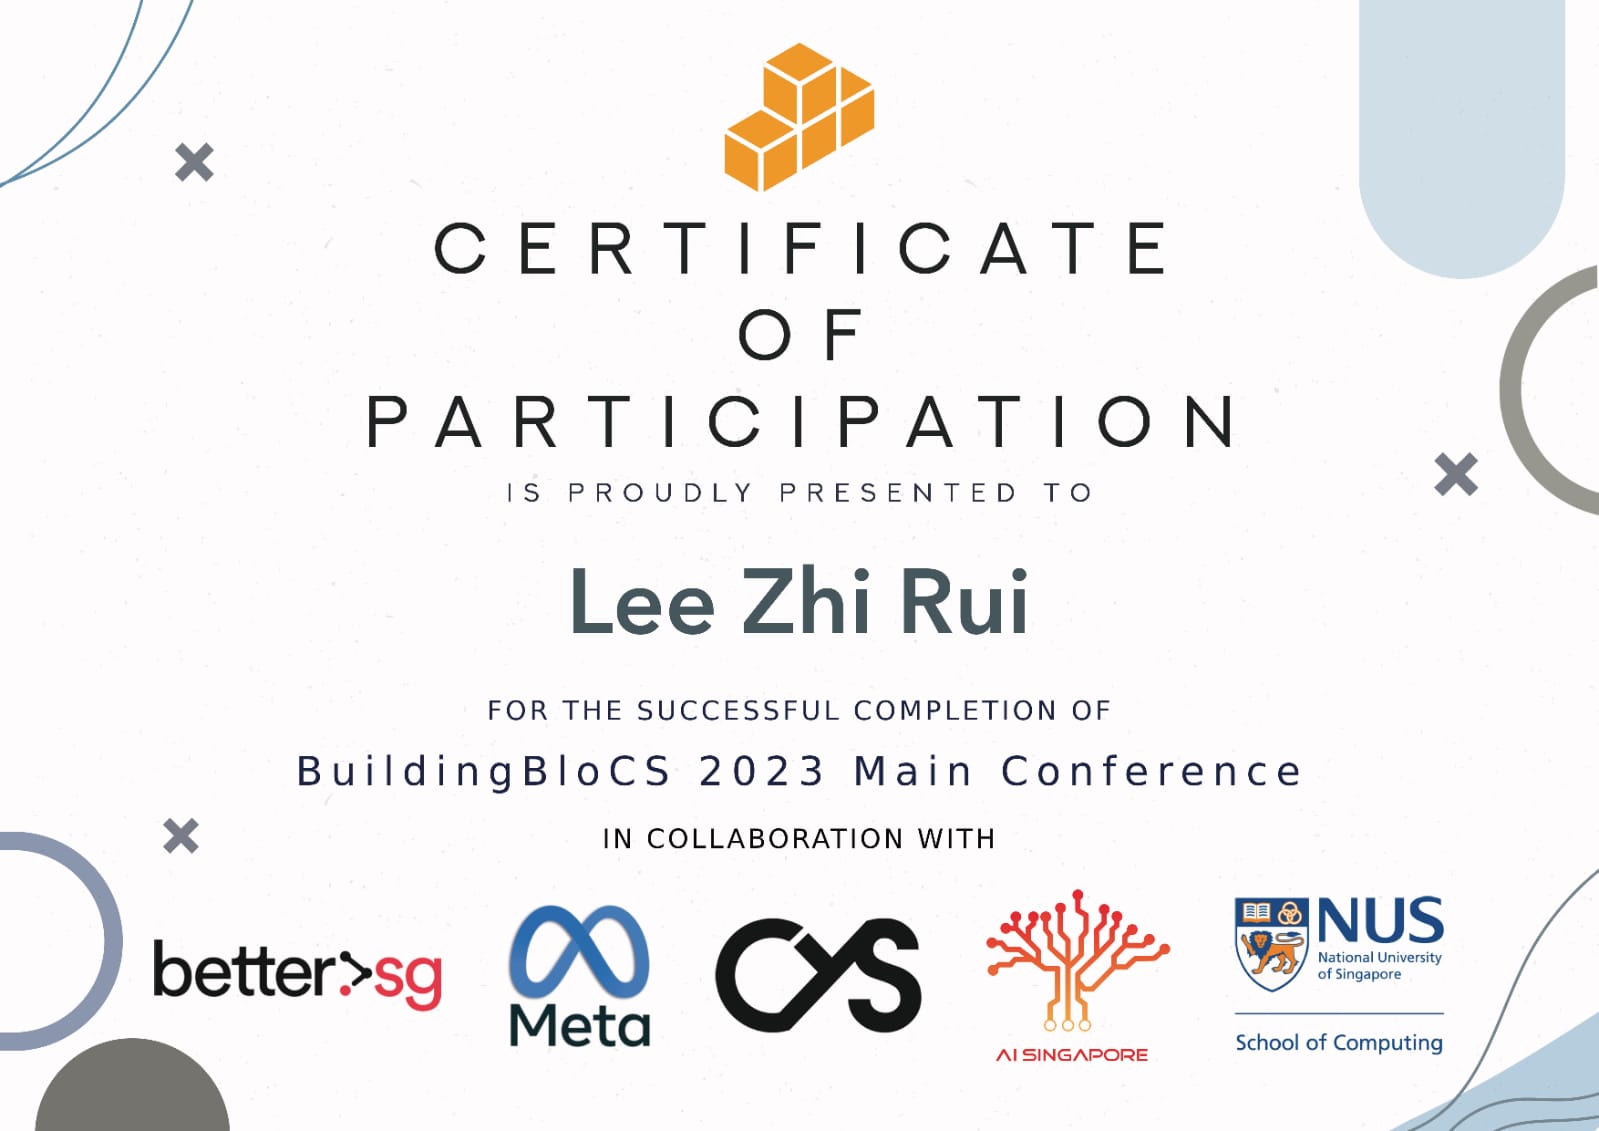 CERTIFICATE
OF
PARTICIPATION
IS PROUDLY PRESENTED TO
Lee Zhi Rui
FOR THE SUCCESSFUL COMPLETION OF
BuildingBloCS 2023 Main Conference
IN COLLABORATION WITH
better.sg
Meta
CYS
AI SINGAPORE
NUS
National University
of Singapore
School of Computing